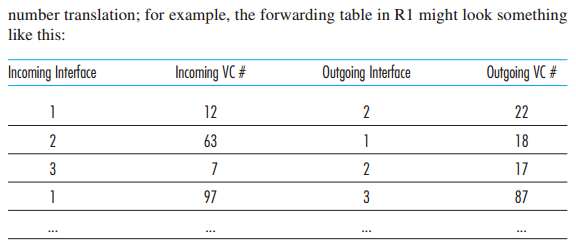 number translation; for example, the forwarding table in R1 might look something
like this:
Incoming Interface Incoming VC # Outgoing Interface Outgoing VC #
1 12 2 22
2 63 1 18
3 7 2 17
1 97 3 87
... ... ... ...